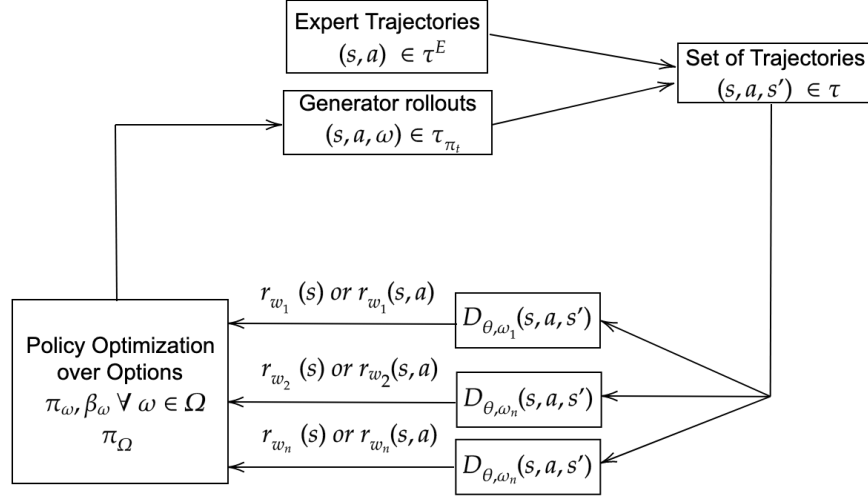 Expert Trajectories
(s, a) ∈ τ^E
Set of Trajectories
(s, a, s′) ∈ τ
Generator rollouts
(s, a, ω) ∈ τ_{π_t}
r_{w_1} (s) or r_{w_1}(s, a)
D_{θ,ω_1}(s, a, s′)
Policy Optimization
over Options
π_ω, β_ω ∀ ω ∈ Ω
π_Ω
r_{w_2} (s) or r_{w_2}(s, a)
D_{θ,ω_n}(s, a, s′)
r_{w_n} (s) or r_{w_n}(s, a)
D_{θ,ω_n}(s, a, s′)